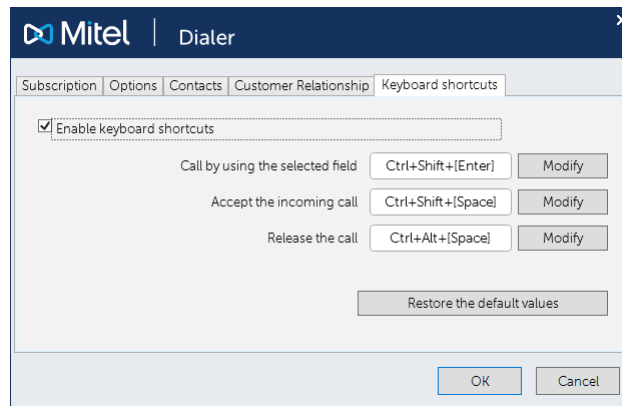 Mitel | Dialer
Subscription Options Contacts Customer Relationship Keyboard shortcuts
Enable keyboard shortcuts
Call by using the selected field Ctrl+Shift+[Enter] Modify
Accept the incoming call Ctrl+Shift+[Space] Modify
Release the call Ctrl+Alt+[Space] Modify
Restore the default values
OK Cancel